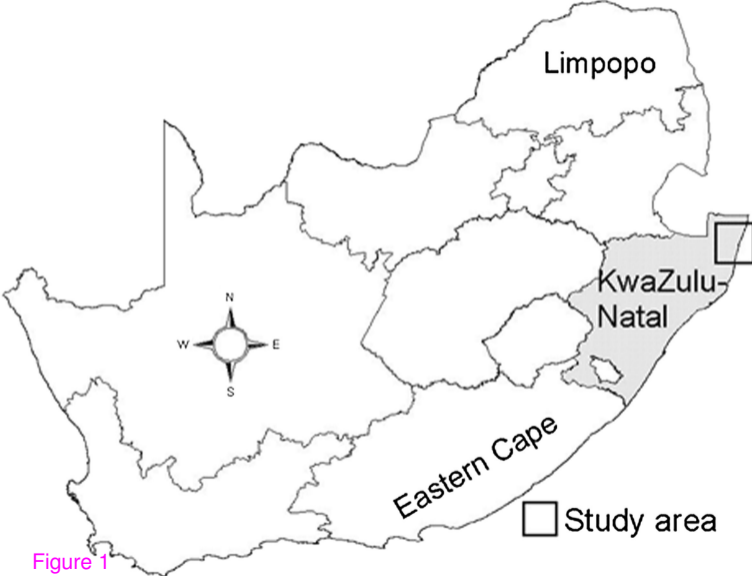 Limpopo
KwaZulu-
Natal
N
W E
S
Eastern Cape
Study area
Figure 1